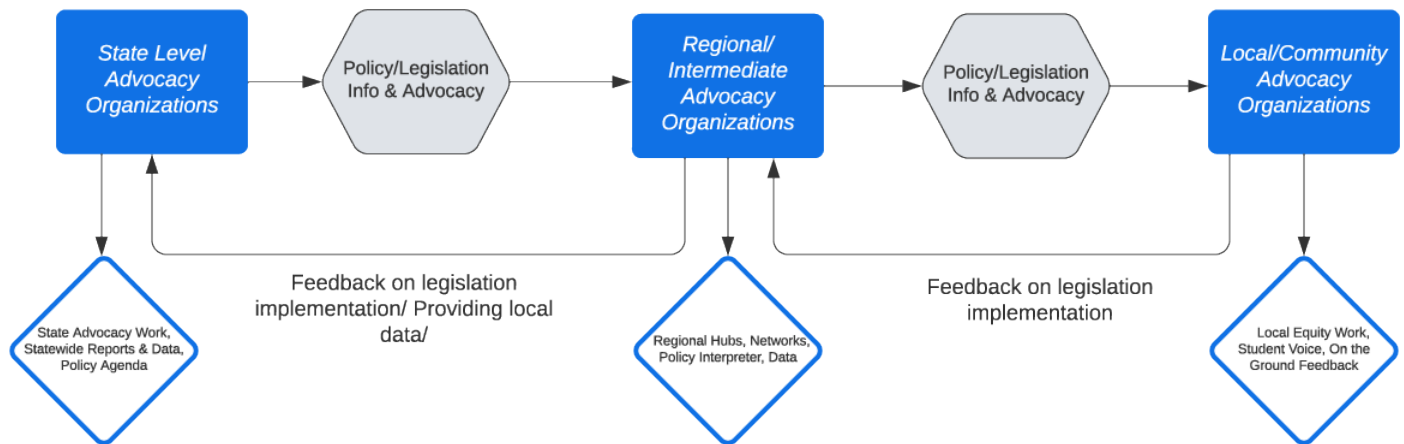 State Level
Advocacy
Organizations
Policy/Legislation
Info & Advocacy
Regional/
Intermediate
Advocacy
Organizations
Policy/Legislation
Info & Advocacy
Local/Community
Advocacy
Organizations
Feedback on legislation
implementation/ Providing local
data/
Feedback on legislation
implementation
State Advocacy Work,
Statewide Reports & Data,
Policy Agenda
Regional Hubs, Networks,
Policy Interpreter, Data
Local Equity Work,
Student Voice, On the
Ground Feedback